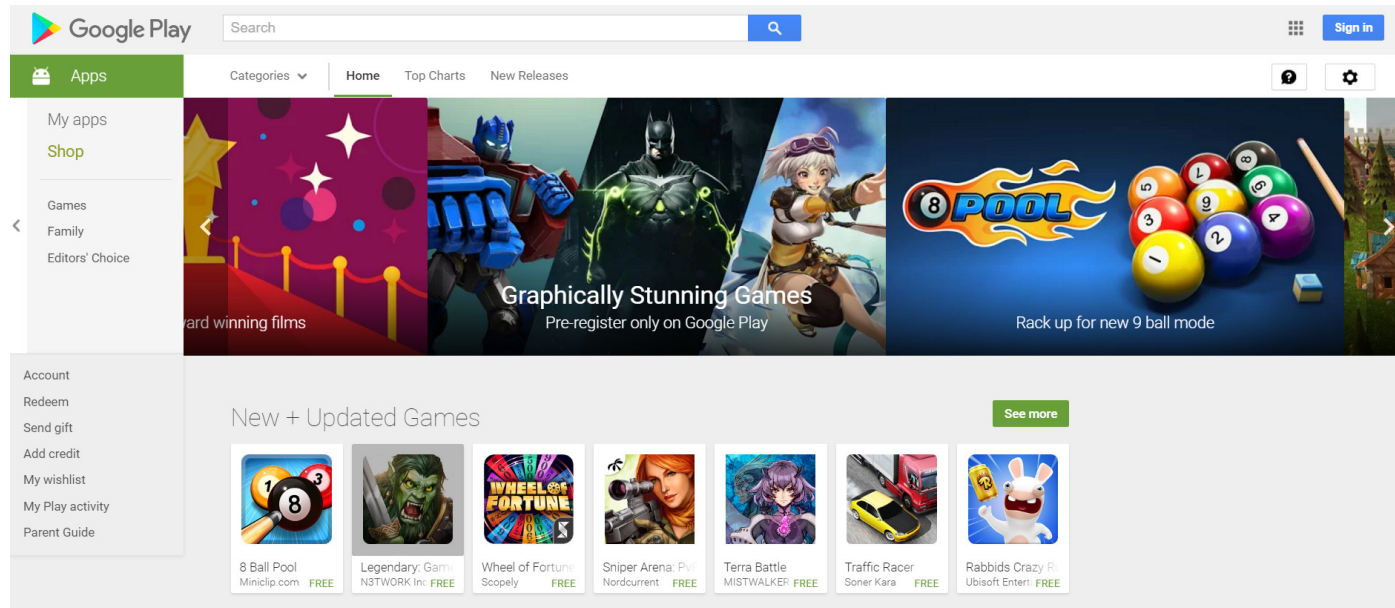 Google Play
Search
Sign in
Apps
Categories
Home
Top Charts
New Releases
My apps
Shop
Games
Family
Editors' Choice
Account
Redeem
Send gift
Add credit
My wishlist
My Play activity
Parent Guide
ard winning films
Graphically Stunning Games
Pre-register only on Google Play
8 POOL
Rack up for new 9 ball mode
New + Updated Games
See more
8 Ball Pool
Miniclip.com FREE
Legendary: Game
N3TWORK Inc FREE
WHEEL OF FORTUNE
Wheel of Fortune
Scopely FREE
Sniper Arena: PvP
Nordcurrent FREE
Terra Battle
MISTWALKER FREE
Traffic Racer
Soner Kara FREE
Rabbids Crazy R
Ubisoft Entert FREE